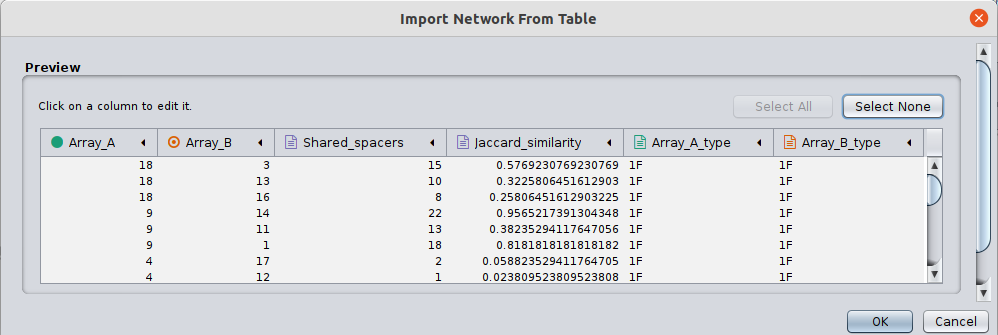 Import Network From Table
Preview
Click on a column to edit it.
Select All
Select None
Array_A Array_B Shared_spacers Jaccard_similarity Array_A_type Array_B_type
18 3 15 0.5769230769230769 1F 1F
18 13 10 0.3225806451612903 1F 1F
18 16 8 0.25806451612903225 1F 1F
9 14 22 0.9565217391304348 1F 1F
9 11 13 0.38235294117647056 1F 1F
9 1 18 0.8181818181818182 1F 1F
4 17 2 0.058823529411764705 1F 1F
4 12 1 0.023809523809523808 1F 1F
OK
Cancel